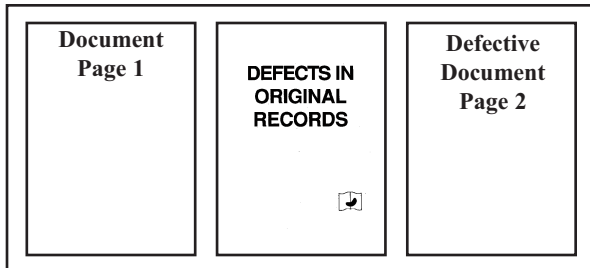 Document
Page 1
DEFECTS IN
ORIGINAL
RECORDS
Defective
Document
Page 2